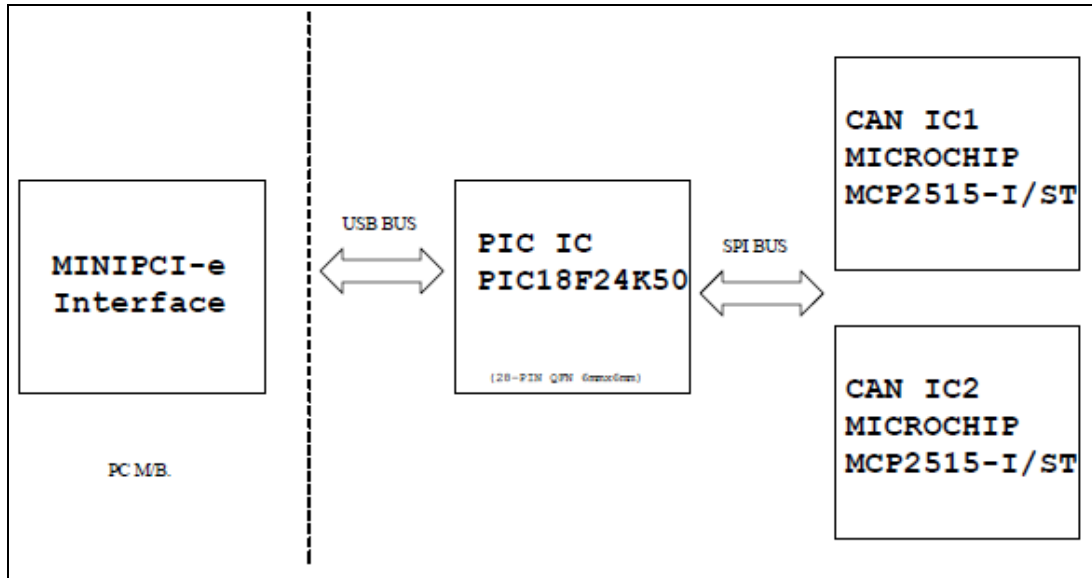 MINIPCI-e
Interface
PC M/B.
USB BUS
PIC IC
PIC18F24K50
(28-PIN QFN 6mmx6mm)
SPI BUS
CAN IC1
MICROCHIP
MCP2515-I/ST
CAN IC2
MICROCHIP
MCP2515-I/ST